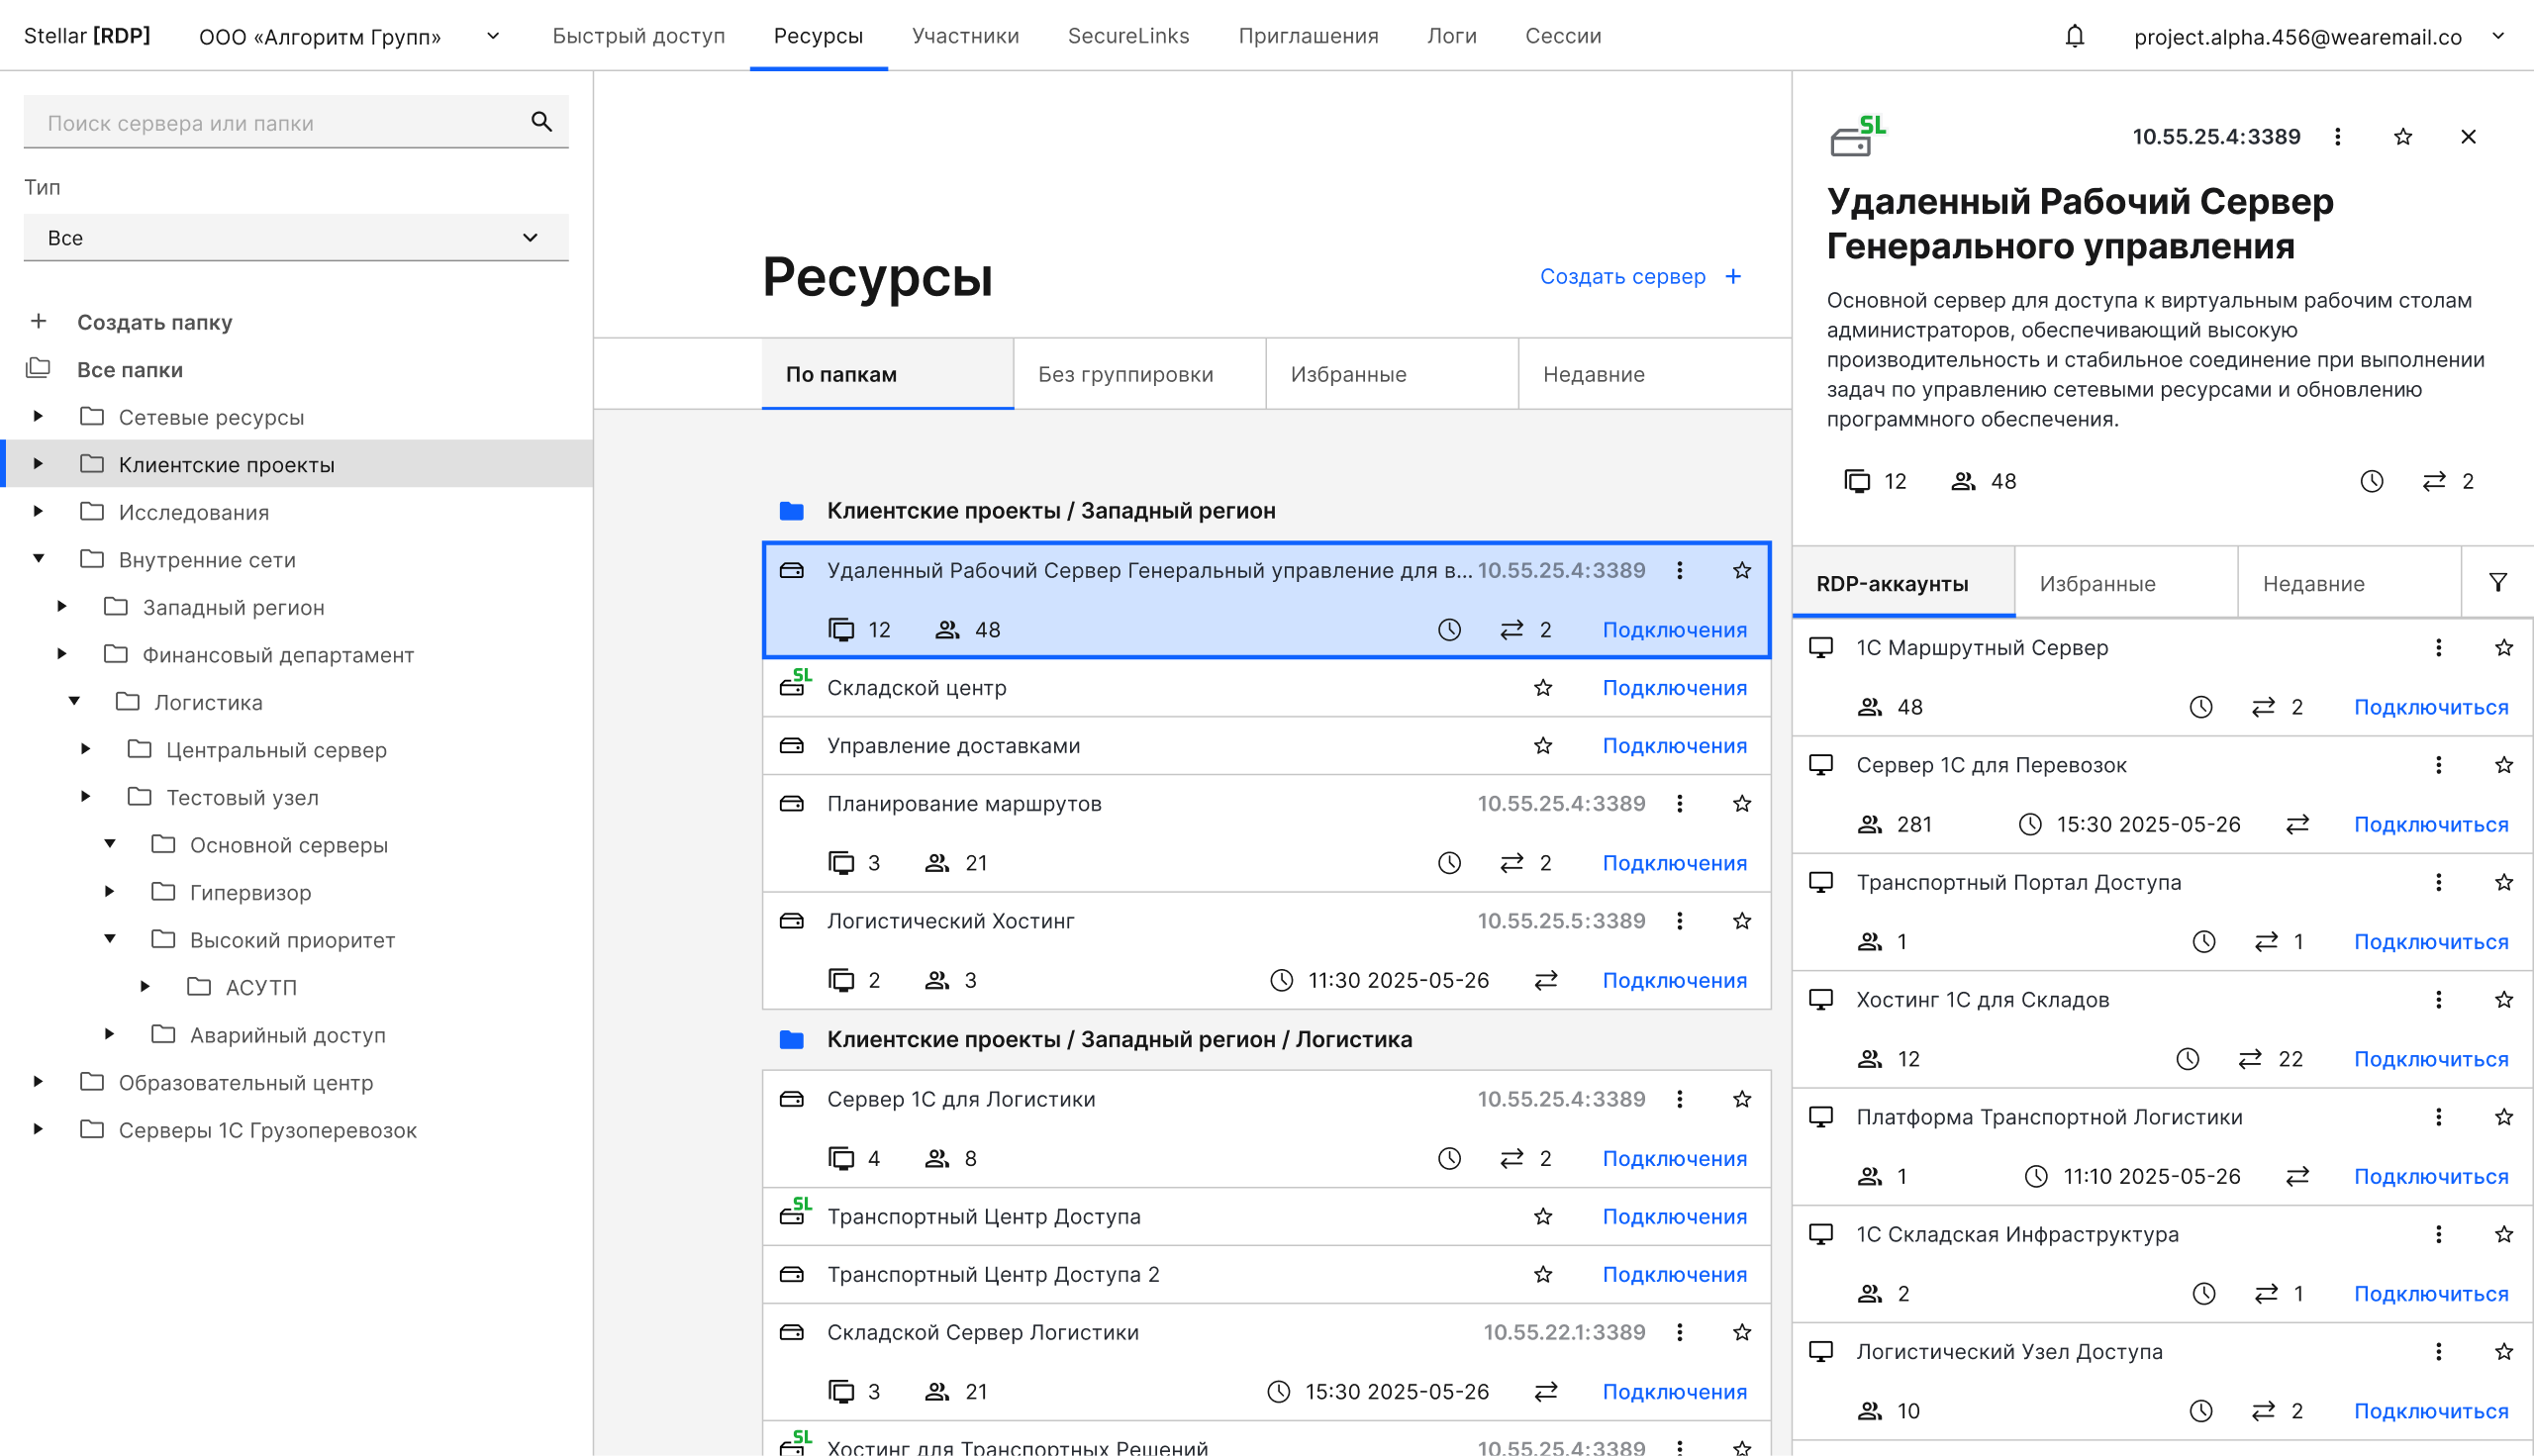 Stellar [RDP]
ООО «Алгоритм Групп»
Быстрый доступ
Ресурсы
Участники
SecureLinks
Приглашения
Логи
Сессии
project.alpha.456@wearemail.co
Поиск сервера или папки
Тип
Все
Создать папку
Все папки
Сетевые ресурсы
Клиентские проекты
Исследования
Внутренние сети
Западный регион
Финансовый департамент
Логистика
Центральный сервер
Тестовый узел
Основной серверы
Гипервизор
Высокий приоритет
АСУТП
Аварийный доступ
Образовательный центр
Серверы 1С Грузоперевозок
Ресурсы
Создать сервер
По папкам
Без группировки
Избранные
Недавние
Клиентские проекты / Западный регион
Удаленный Рабочий Сервер Генеральный управление для в... 10.55.25.4:3389
12 48 2 Подключения
SL
Складской центр Подключения
Управление доставками Подключения
Планирование маршрутов 10.55.25.4:3389
3 21 2 Подключения
Логистический Хостинг 10.55.25.5:3389
2 3 11:30 2025-05-26 Подключения
Клиентские проекты / Западный регион / Логистика
Сервер 1С для Логистики 10.55.25.4:3389
4 8 2 Подключения
SL
Транспортный Центр Доступа Подключения
Транспортный Центр Доступа 2 Подключения
Складской Сервер Логистики 10.55.22.1:3389
3 21 15:30 2025-05-26 Подключения
SL
Хостинг для Транспортных Решений 10.55.25.4:3389
SL
10.55.25.4:3389
Удаленный Рабочий Сервер
Генерального управления
Основной сервер для доступа к виртуальным рабочим столам
администраторов, обеспечивающий высокую
производительность и стабильное соединение при выполнении
задач по управлению сетевыми ресурсами и обновлению
программного обеспечения.
12 48 2
RDP-аккаунты
Избранные
Недавние
1С Маршрутный Сервер
48 2 Подключиться
Сервер 1С для Перевозок
281 15:30 2025-05-26 Подключиться
Транспортный Портал Доступа
1 1 Подключиться
Хостинг 1С для Складов
12 22 Подключиться
Платформа Транспортной Логистики
1 11:10 2025-05-26 Подключиться
1С Складская Инфраструктура
2 1 Подключиться
Логистический Узел Доступа
10 2 Подключиться